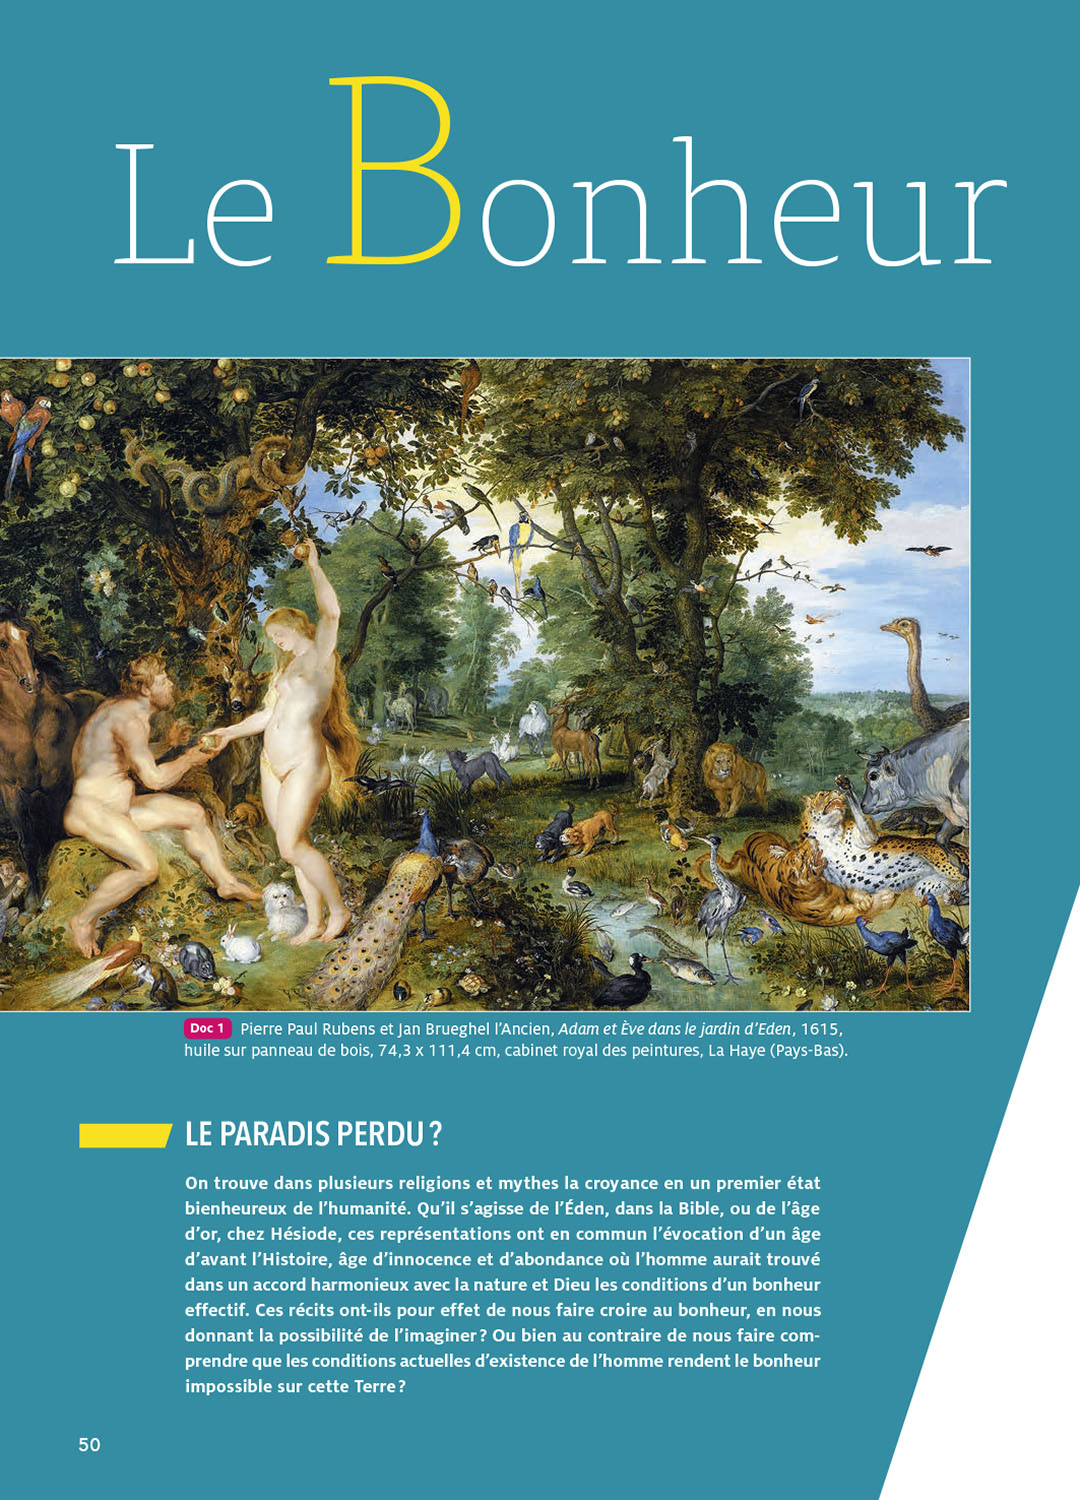 Le Bonheur
Doc 1 Pierre Paul Rubens et Jan Brueghel l’Ancien, Adam et Ève dans le jardin d’Eden, 1615,
huile sur panneau de bois, 74,3 x 111,4 cm, cabinet royal des peintures, La Haye (Pays-Bas).
LE PARADIS PERDU ?
On trouve dans plusieurs religions et mythes la croyance en un premier état
bienheureux de l’humanité. Qu’il s’agisse de l’Éden, dans la Bible, ou de l’âge
d’or, chez Hésiode, ces représentations ont en commun l’évocation d’un âge
d’avant l’Histoire, âge d’innocence et d’abondance où l’homme aurait trouvé
dans un accord harmonieux avec la nature et Dieu les conditions d’un bonheur
effectif. Ces récits ont-ils pour effet de nous faire croire au bonheur, en nous
donnant la possibilité de l’imaginer ? Ou bien au contraire de nous faire com-
prendre que les conditions actuelles d’existence de l’homme rendent le bonheur
impossible sur cette Terre ?
50